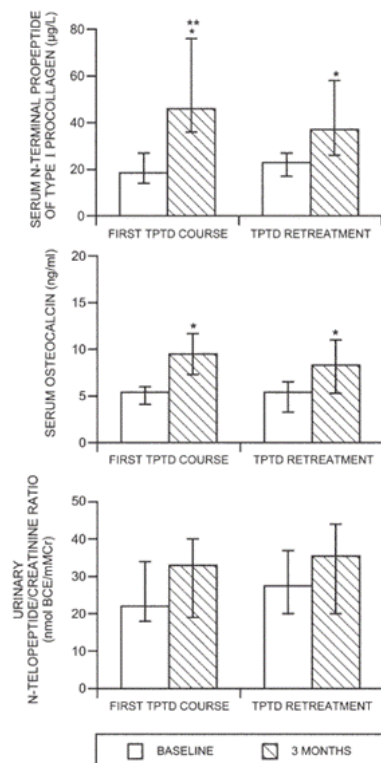 SERUM N-TERMINAL PROPEPTIDE
OF TYPE I PROCOLLAGEN (µg/L)
80
60
40
20
0
**
*
*
FIRST TPTD COURSE
TPTD RETREATMENT
SERUM OSTEOCALCIN (ng/ml)
20
15
10
5
0
*
*
FIRST TPTD COURSE
TPTD RETREATMENT
URINARY
N-TELOPEPTIDE/CREATININE RATIO
(nmol BCE/mMCr)
50
40
30
20
10
0
FIRST TPTD COURSE
TPTD RETREATMENT
BASELINE
3 MONTHS